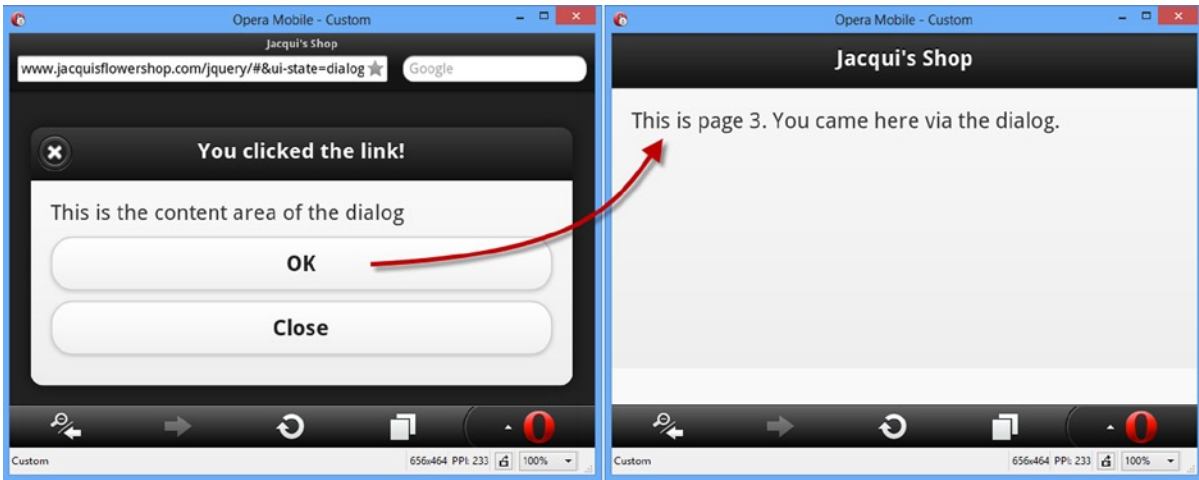 Opera Mobile - Custom
Jacqui's Shop
www.jacquisflowershop.com/jquery/#&ui-state=dialog
Google
You clicked the link!
This is the content area of the dialog
OK
Close
Custom
656x464 PPI: 233
100%
Opera Mobile - Custom
Jacqui's Shop
This is page 3. You came here via the dialog.
Custom
656x464 PPI: 233
100%